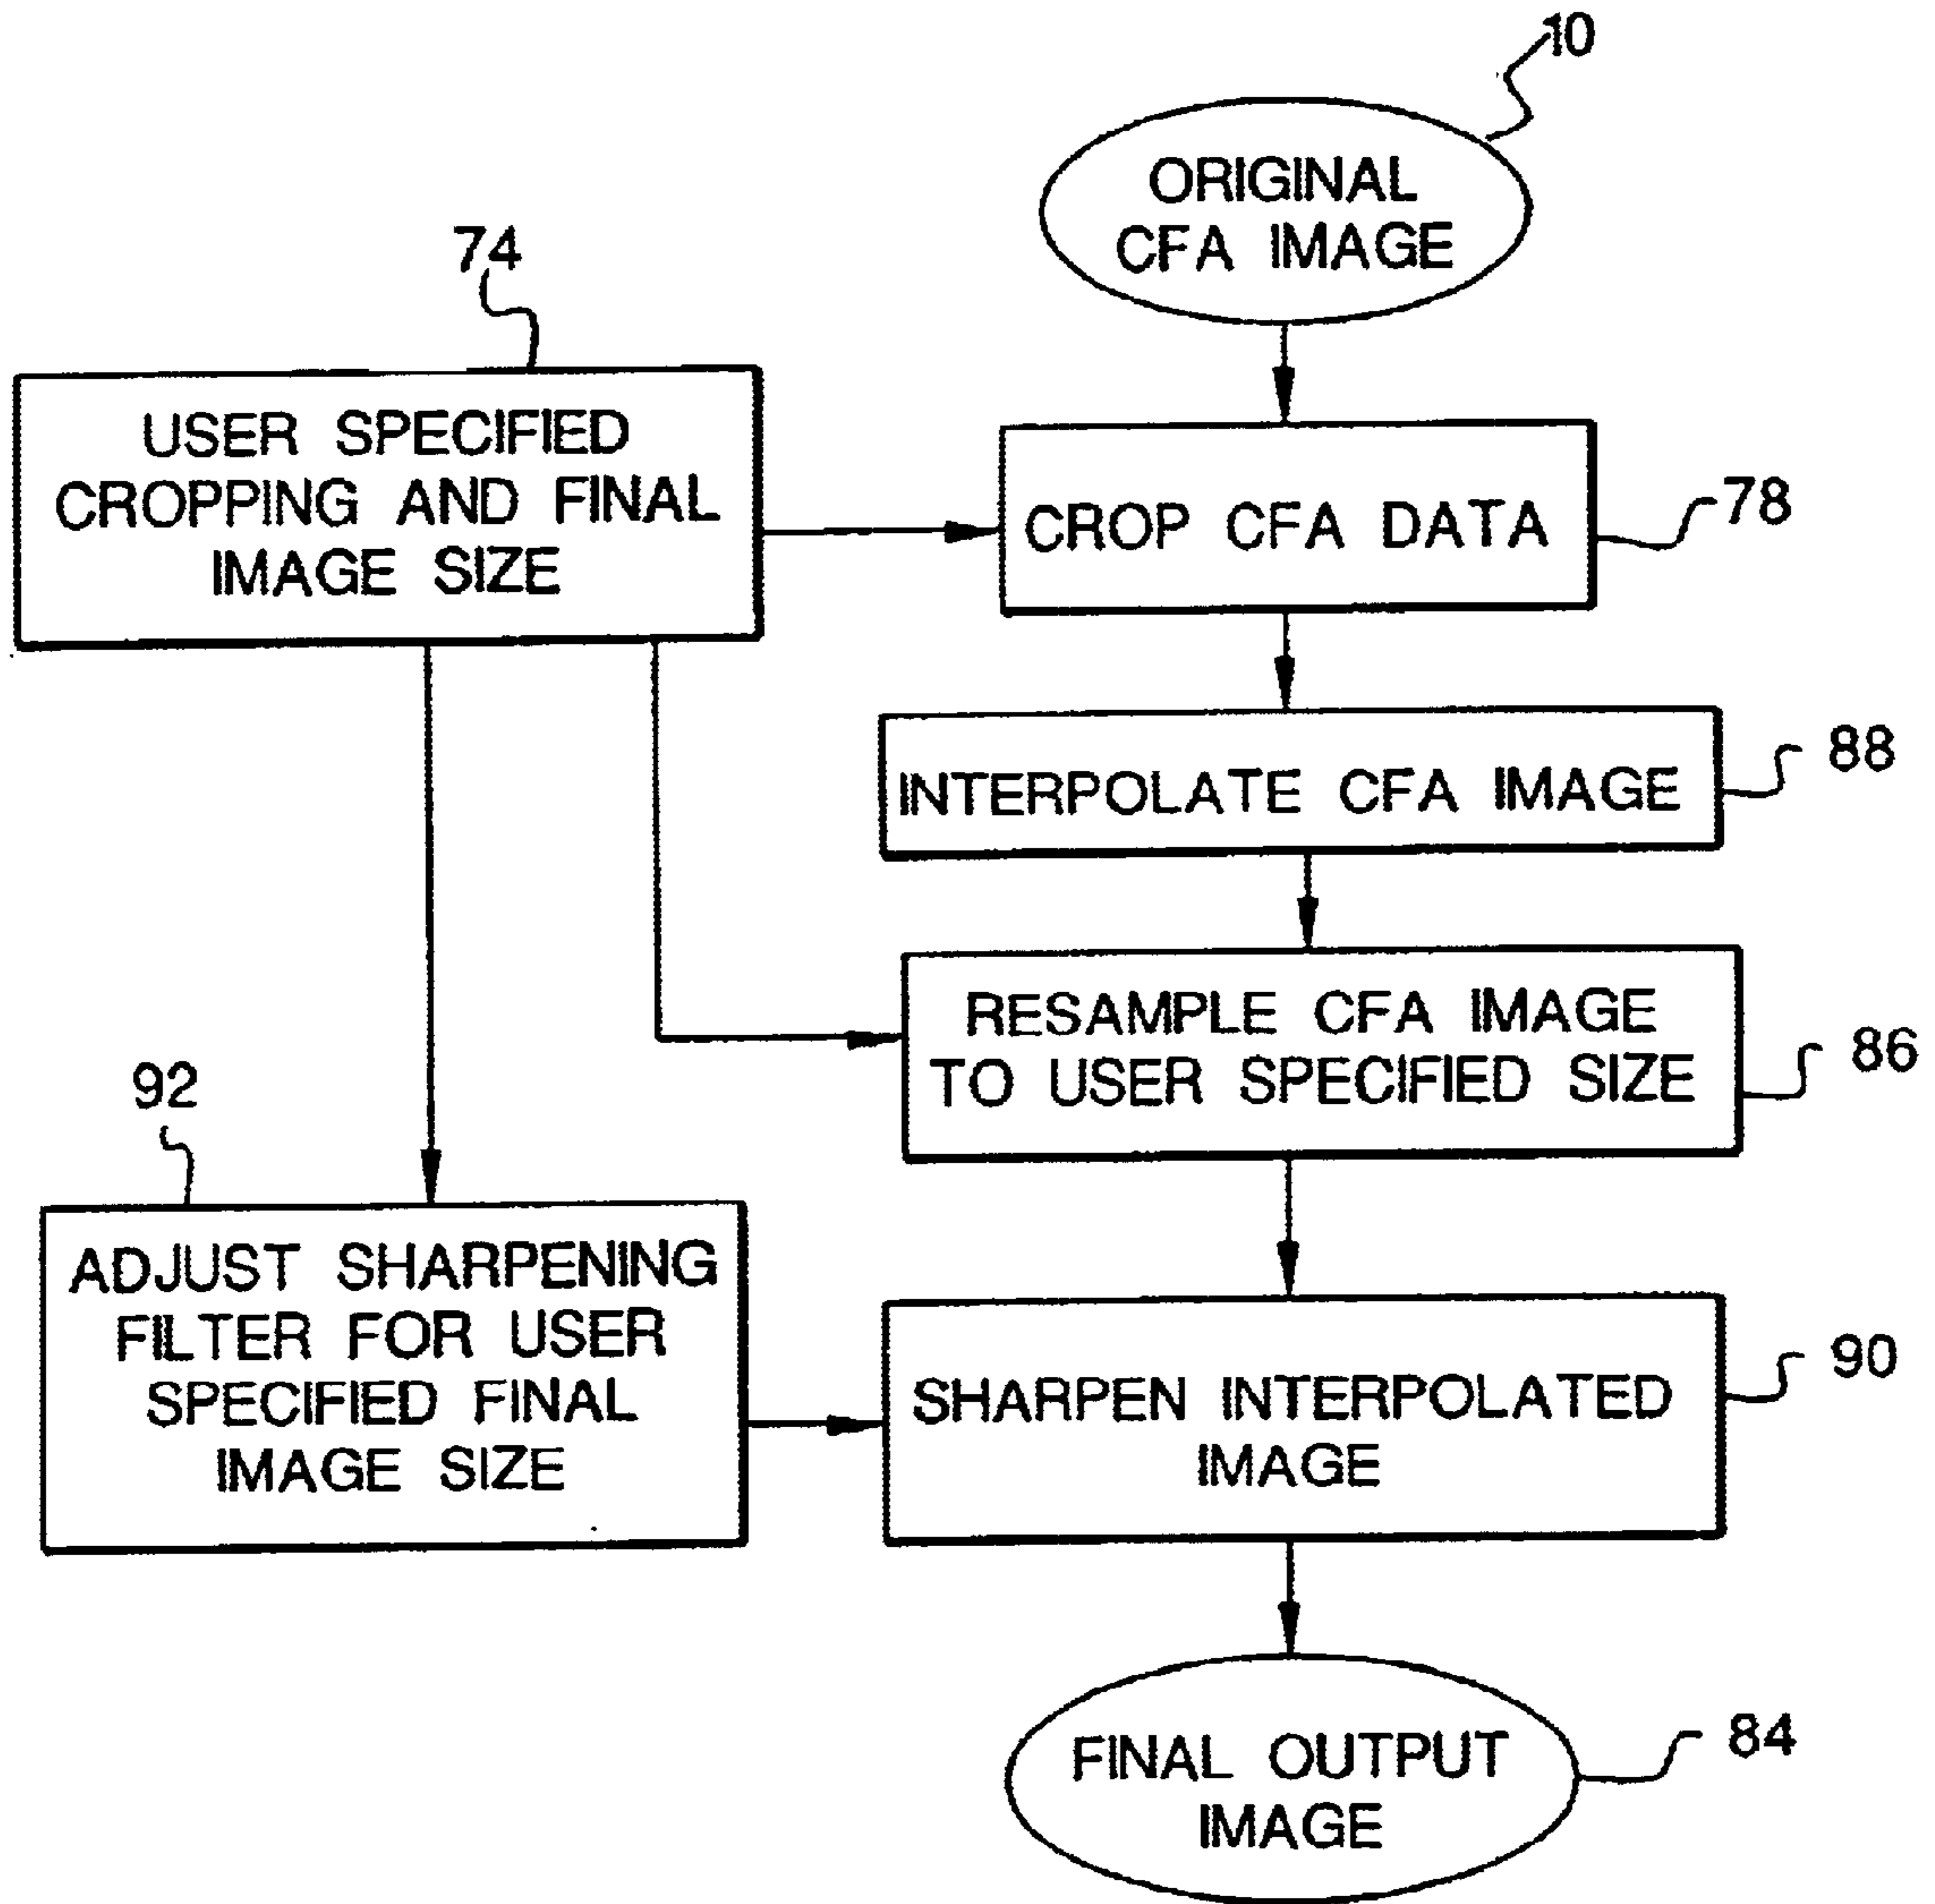 10
ORIGINAL
CFA IMAGE
74
USER SPECIFIED
CROPPING AND FINAL
IMAGE SIZE
CROP CFA DATA
78
INTERPOLATE CFA IMAGE
88
RESAMPLE CFA IMAGE
TO USER SPECIFIED SIZE
86
92
ADJUST SHARPENING
FILTER FOR USER
SPECIFIED FINAL
IMAGE SIZE
SHARPEN INTERPOLATED
IMAGE
90
FINAL OUTPUT
IMAGE
84